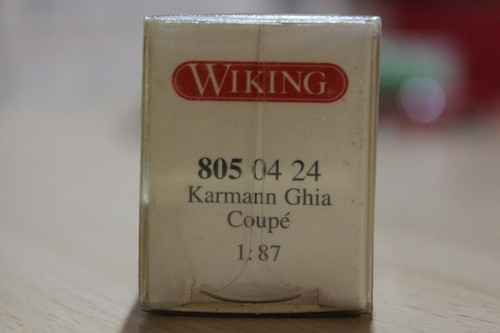 WIKING
805 04 24
Karmann Ghia
Coupé
1:87